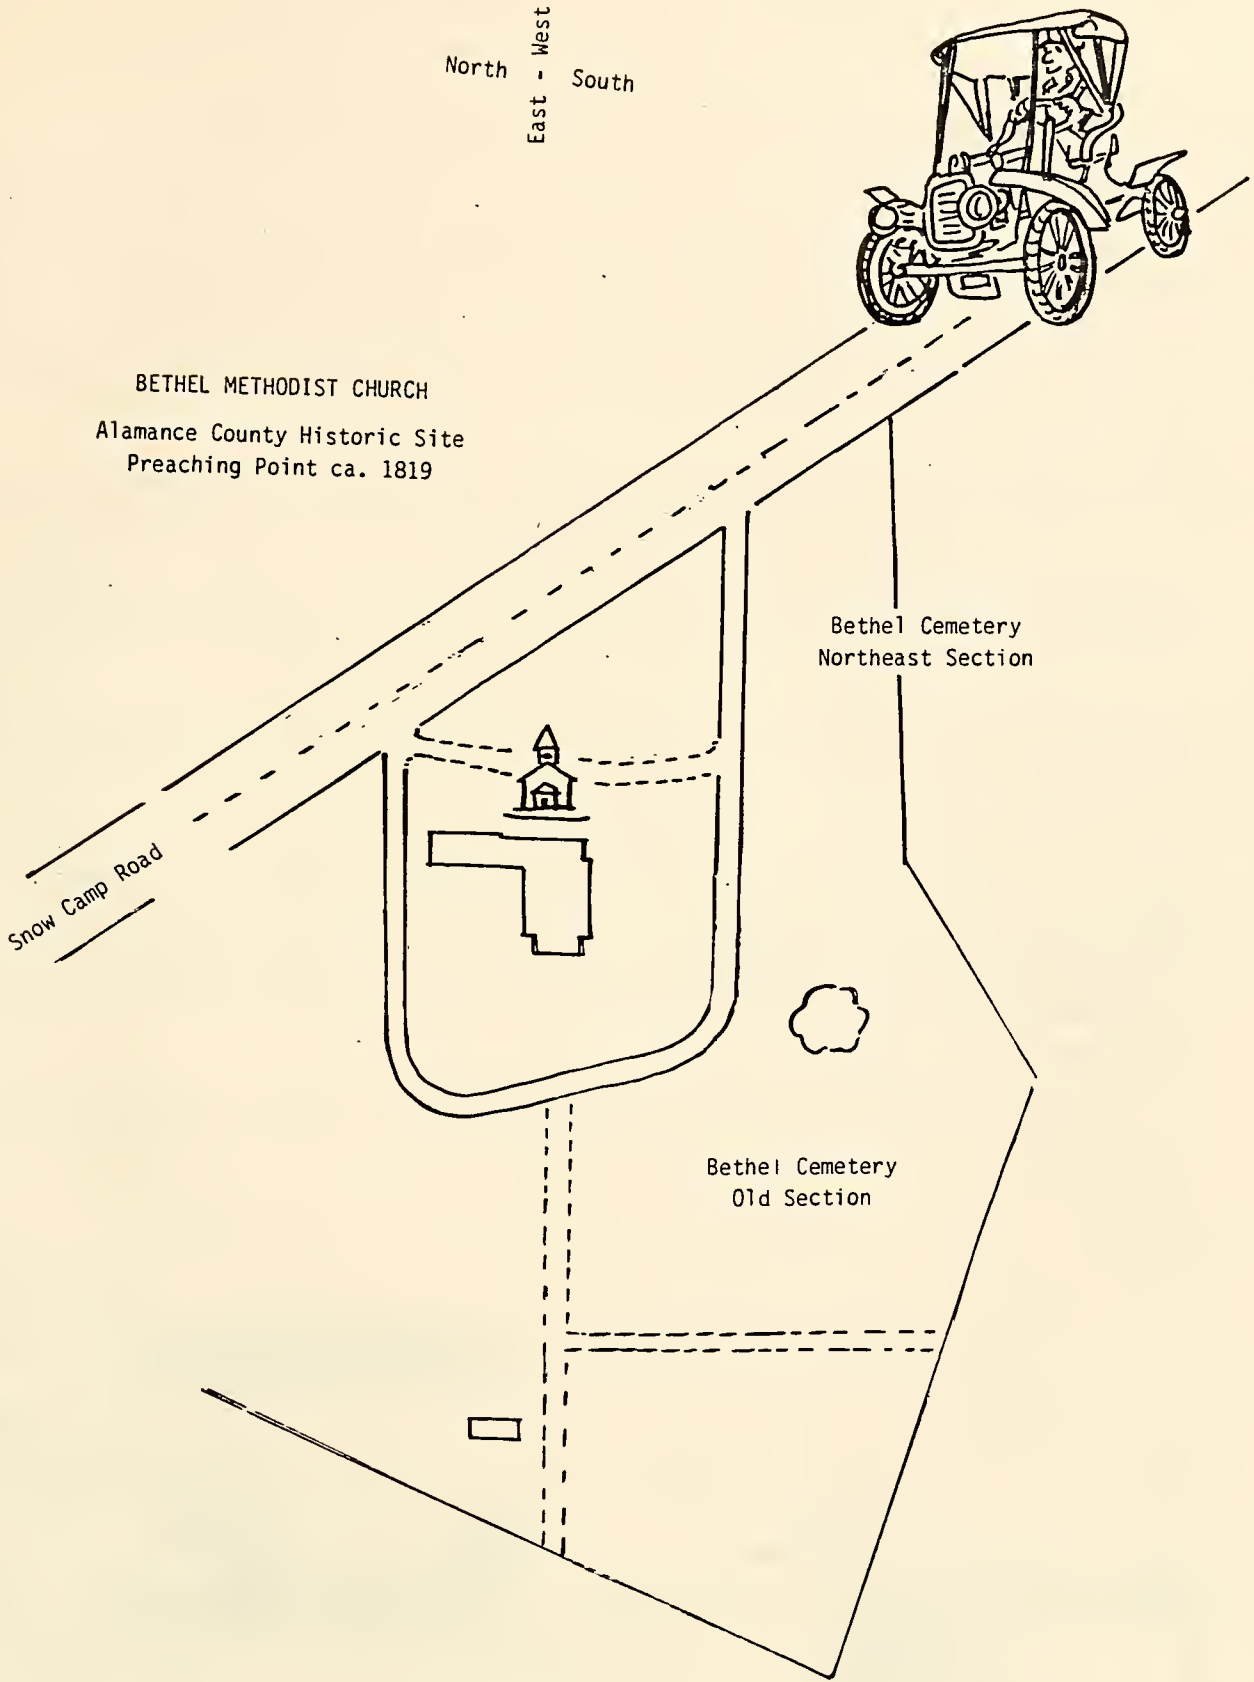 North
East - West
South
BETHEL METHODIST CHURCH
Alamance County Historic Site
Preaching Point ca. 1819
Bethel Cemetery
Northeast Section
Snow Camp Road
Bethel Cemetery
Old Section